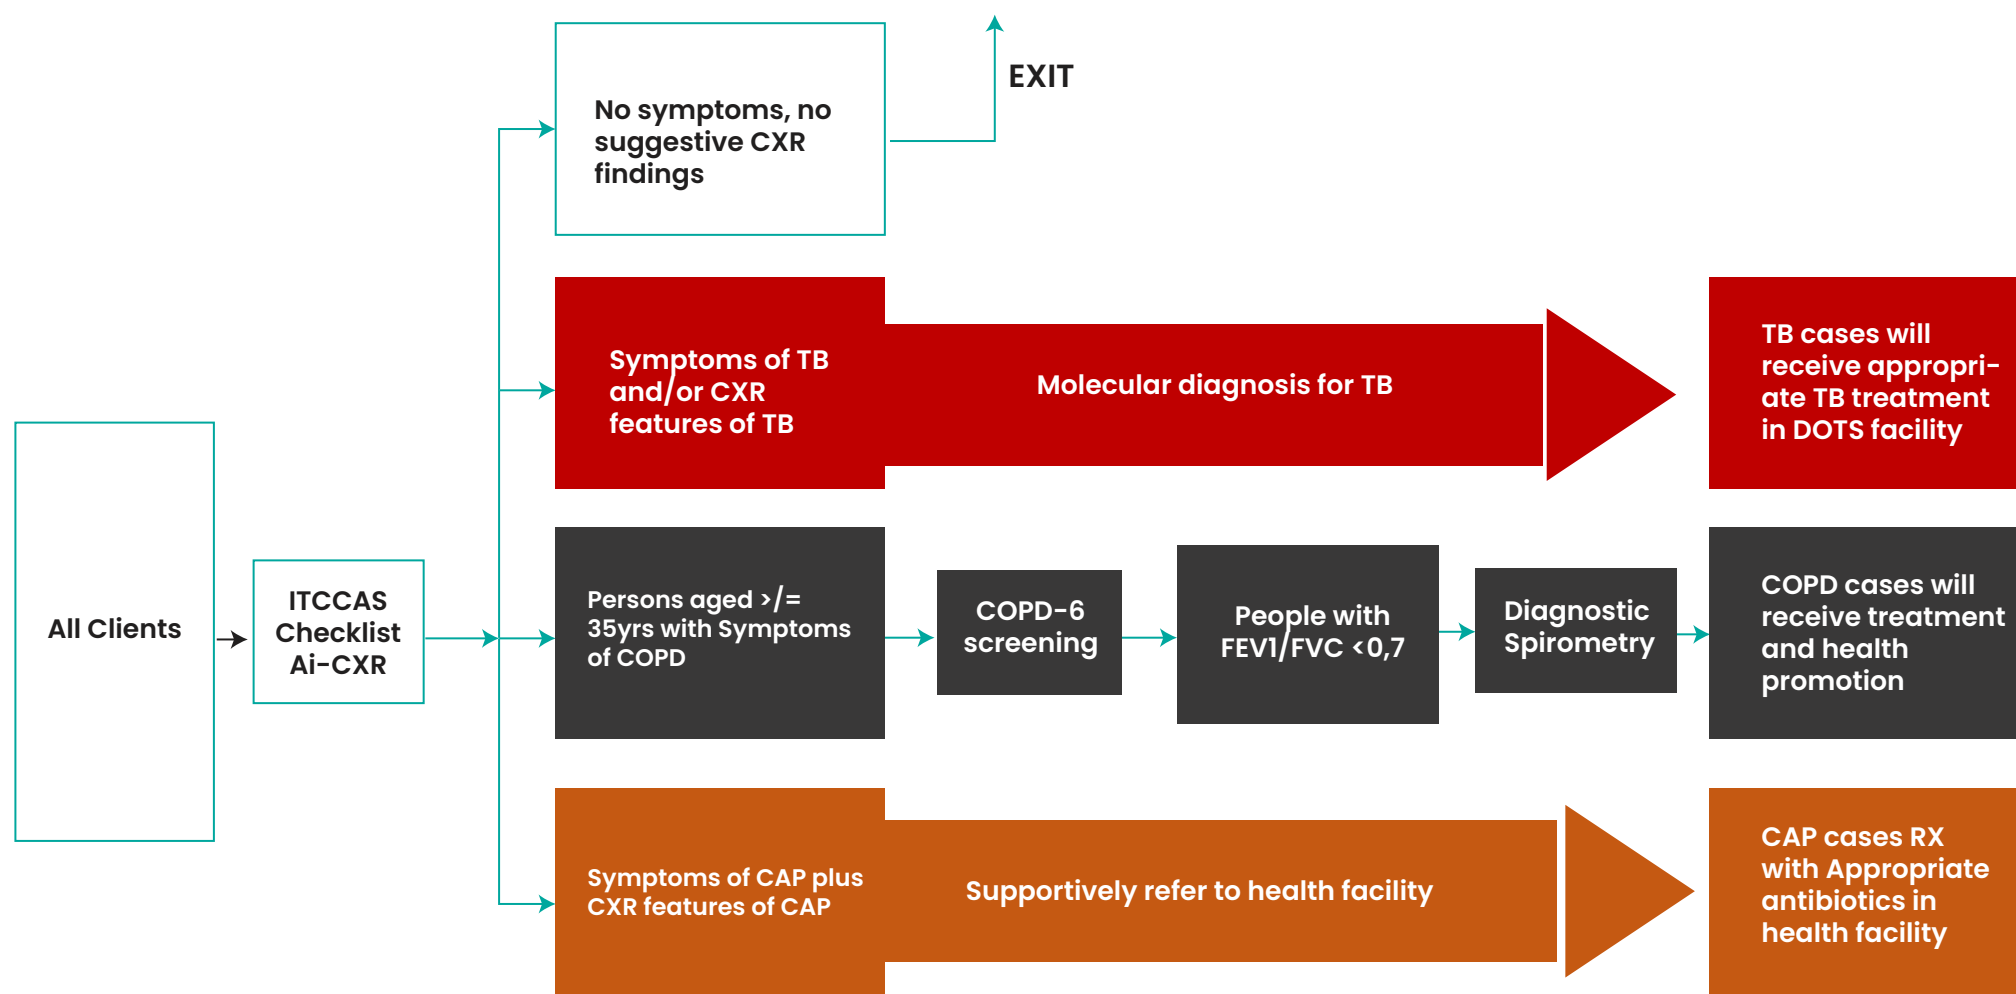 EXIT
No symptoms, no
suggestive CXR
findings
Symptoms of TB
and/or CXR
features of TB
Molecular diagnosis for TB
TB cases will
receive appropri-
ate TB treatment
in DOTS facility
All Clients
ITCCAS
Checklist
Ai-CXR
Persons aged >/=
35yrs with Symptoms
of COPD
COPD-6
screening
People with
FEV1/FVC <0,7
Diagnostic
Spirometry
COPD cases will
receive treatment
and health
promotion
Symptoms of CAP plus
CXR features of CAP
Supportively refer to health facility
CAP cases RX
with Appropriate
antibiotics in
health facility